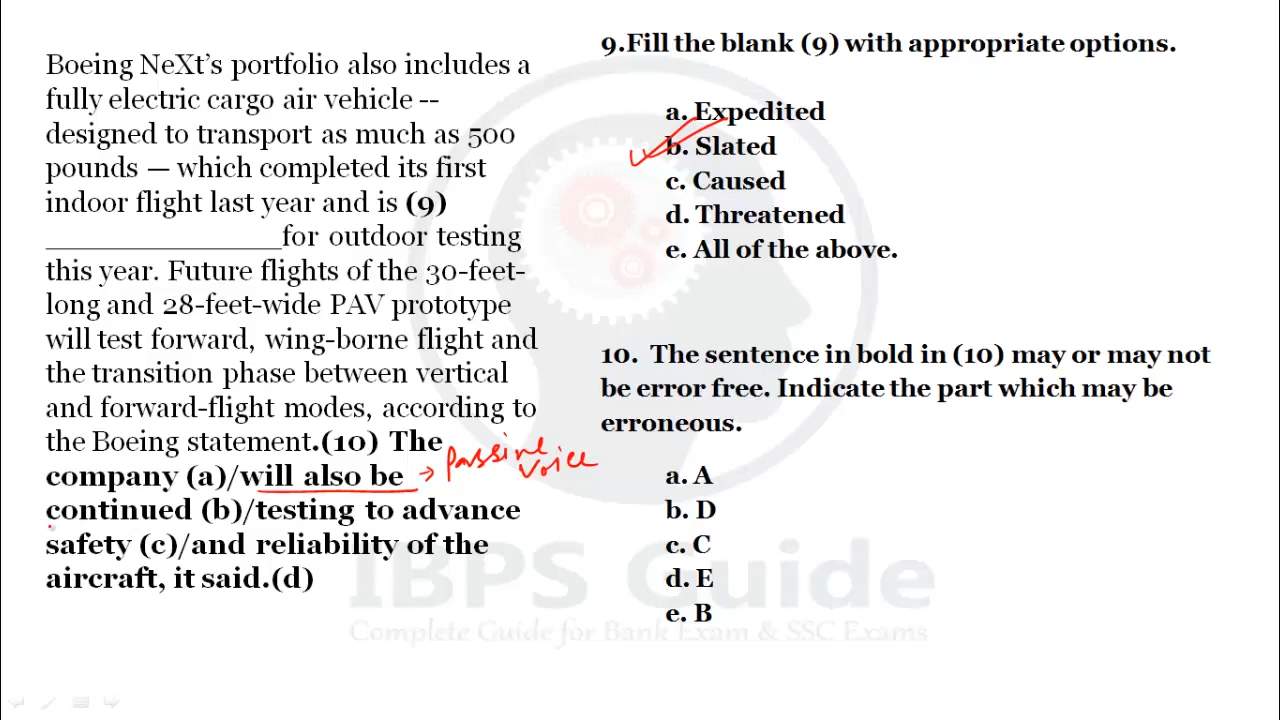 Boeing NeXt's portfolio also includes a
fully electric cargo air vehicle --
designed to transport as much as 500
pounds — which completed its first
indoor flight last year and is (9)
________________for outdoor testing
this year. Future flights of the 30-feet-
long and 28-feet-wide PAV prototype
will test forward, wing-borne flight and
the transition phase between vertical
and forward-flight modes, according to
the Boeing statement.(10) The
company (a)/will also be → Passive Voice
continued (b)/testing to advance
safety (c)/and reliability of the
aircraft, it said.(d)
9.Fill the blank (9) with appropriate options.
a. Expedited
b. Slated
c. Caused
d. Threatened
e. All of the above.
10. The sentence in bold in (10) may or may not
be error free. Indicate the part which may be
erroneous.
a. A
b. D
c. C
d. E
e. B
IBPS Guide
Complete Guide for Bank Exam & SSC Exams